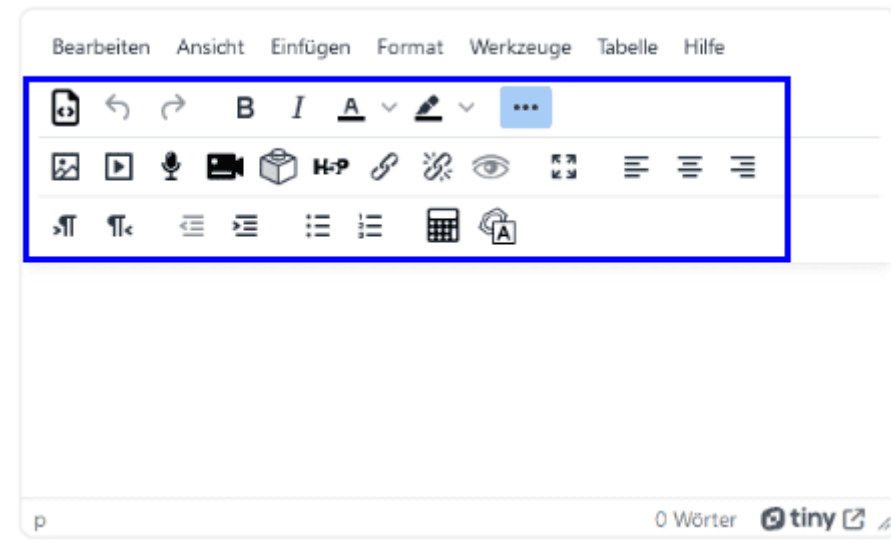 Bearbeiten Ansicht Einfügen Format Werkzeuge Tabelle Hilfe
B I A
H-P
A
p 0 Wörter tiny